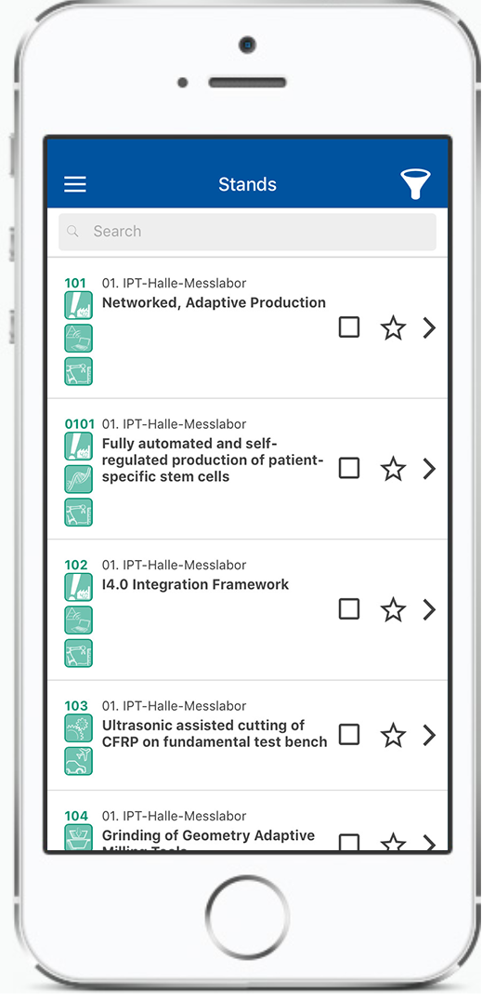 Stands
Search
101 01. IPT-Halle-Messlabor
Networked, Adaptive Production
0101 01. IPT-Halle-Messlabor
Fully automated and self-
regulated production of patient-
specific stem cells
102 01. IPT-Halle-Messlabor
I4.0 Integration Framework
103 01. IPT-Halle-Messlabor
Ultrasonic assisted cutting of
CFRP on fundamental test bench
104 01. IPT-Halle-Messlabor
Grinding of Geometry Adaptive
Milling Tools